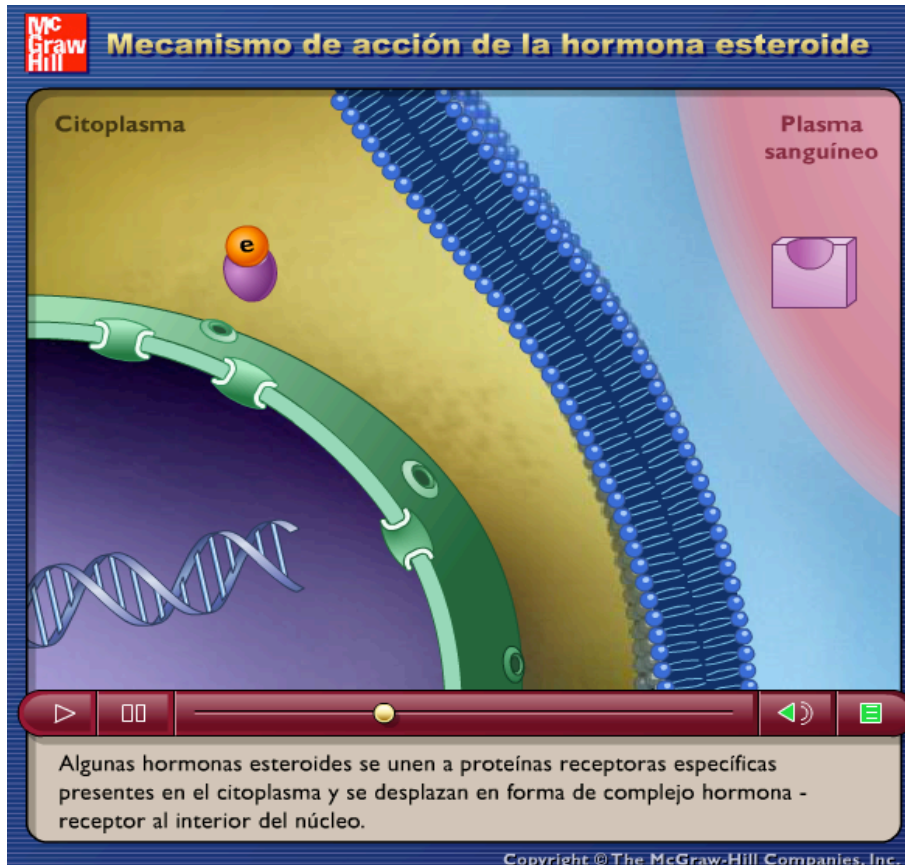 Mc
Graw
Hill
Mecanismo de acción de la hormona esteroide
Citoplasma
Plasma
sanguíneo
e
Algunas hormonas esteroides se unen a proteínas receptoras específicas
presentes en el citoplasma y se desplazan en forma de complejo hormona -
receptor al interior del núcleo.
Copyright © The McGraw-Hill Companies, Inc.